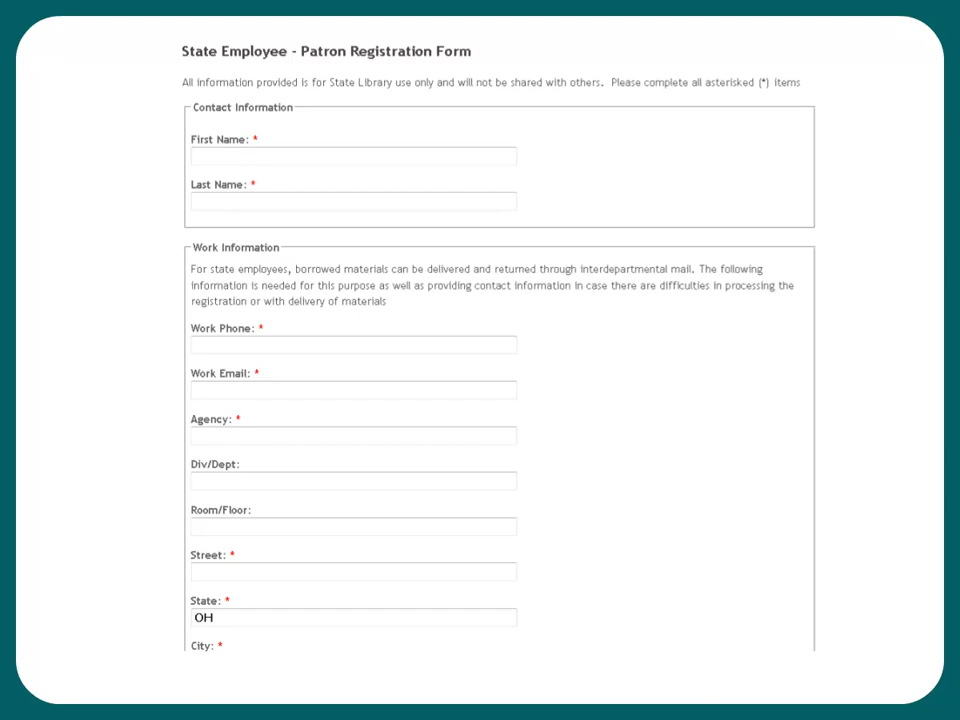 State Employee - Patron Registration Form
All information provided is for State Library use only and will not be shared with others. Please complete all asterisked (*) items
Contact Information
First Name: *
Last Name: *
Work Information
For state employees, borrowed materials can be delivered and returned through interdepartmental mail. The following
information is needed for this purpose as well as providing contact information in case there are difficulties in processing the
registration or with delivery of materials
Work Phone: *
Work Email: *
Agency: *
Div/Dept:
Room/Floor:
Street: *
State: *
OH
City: *